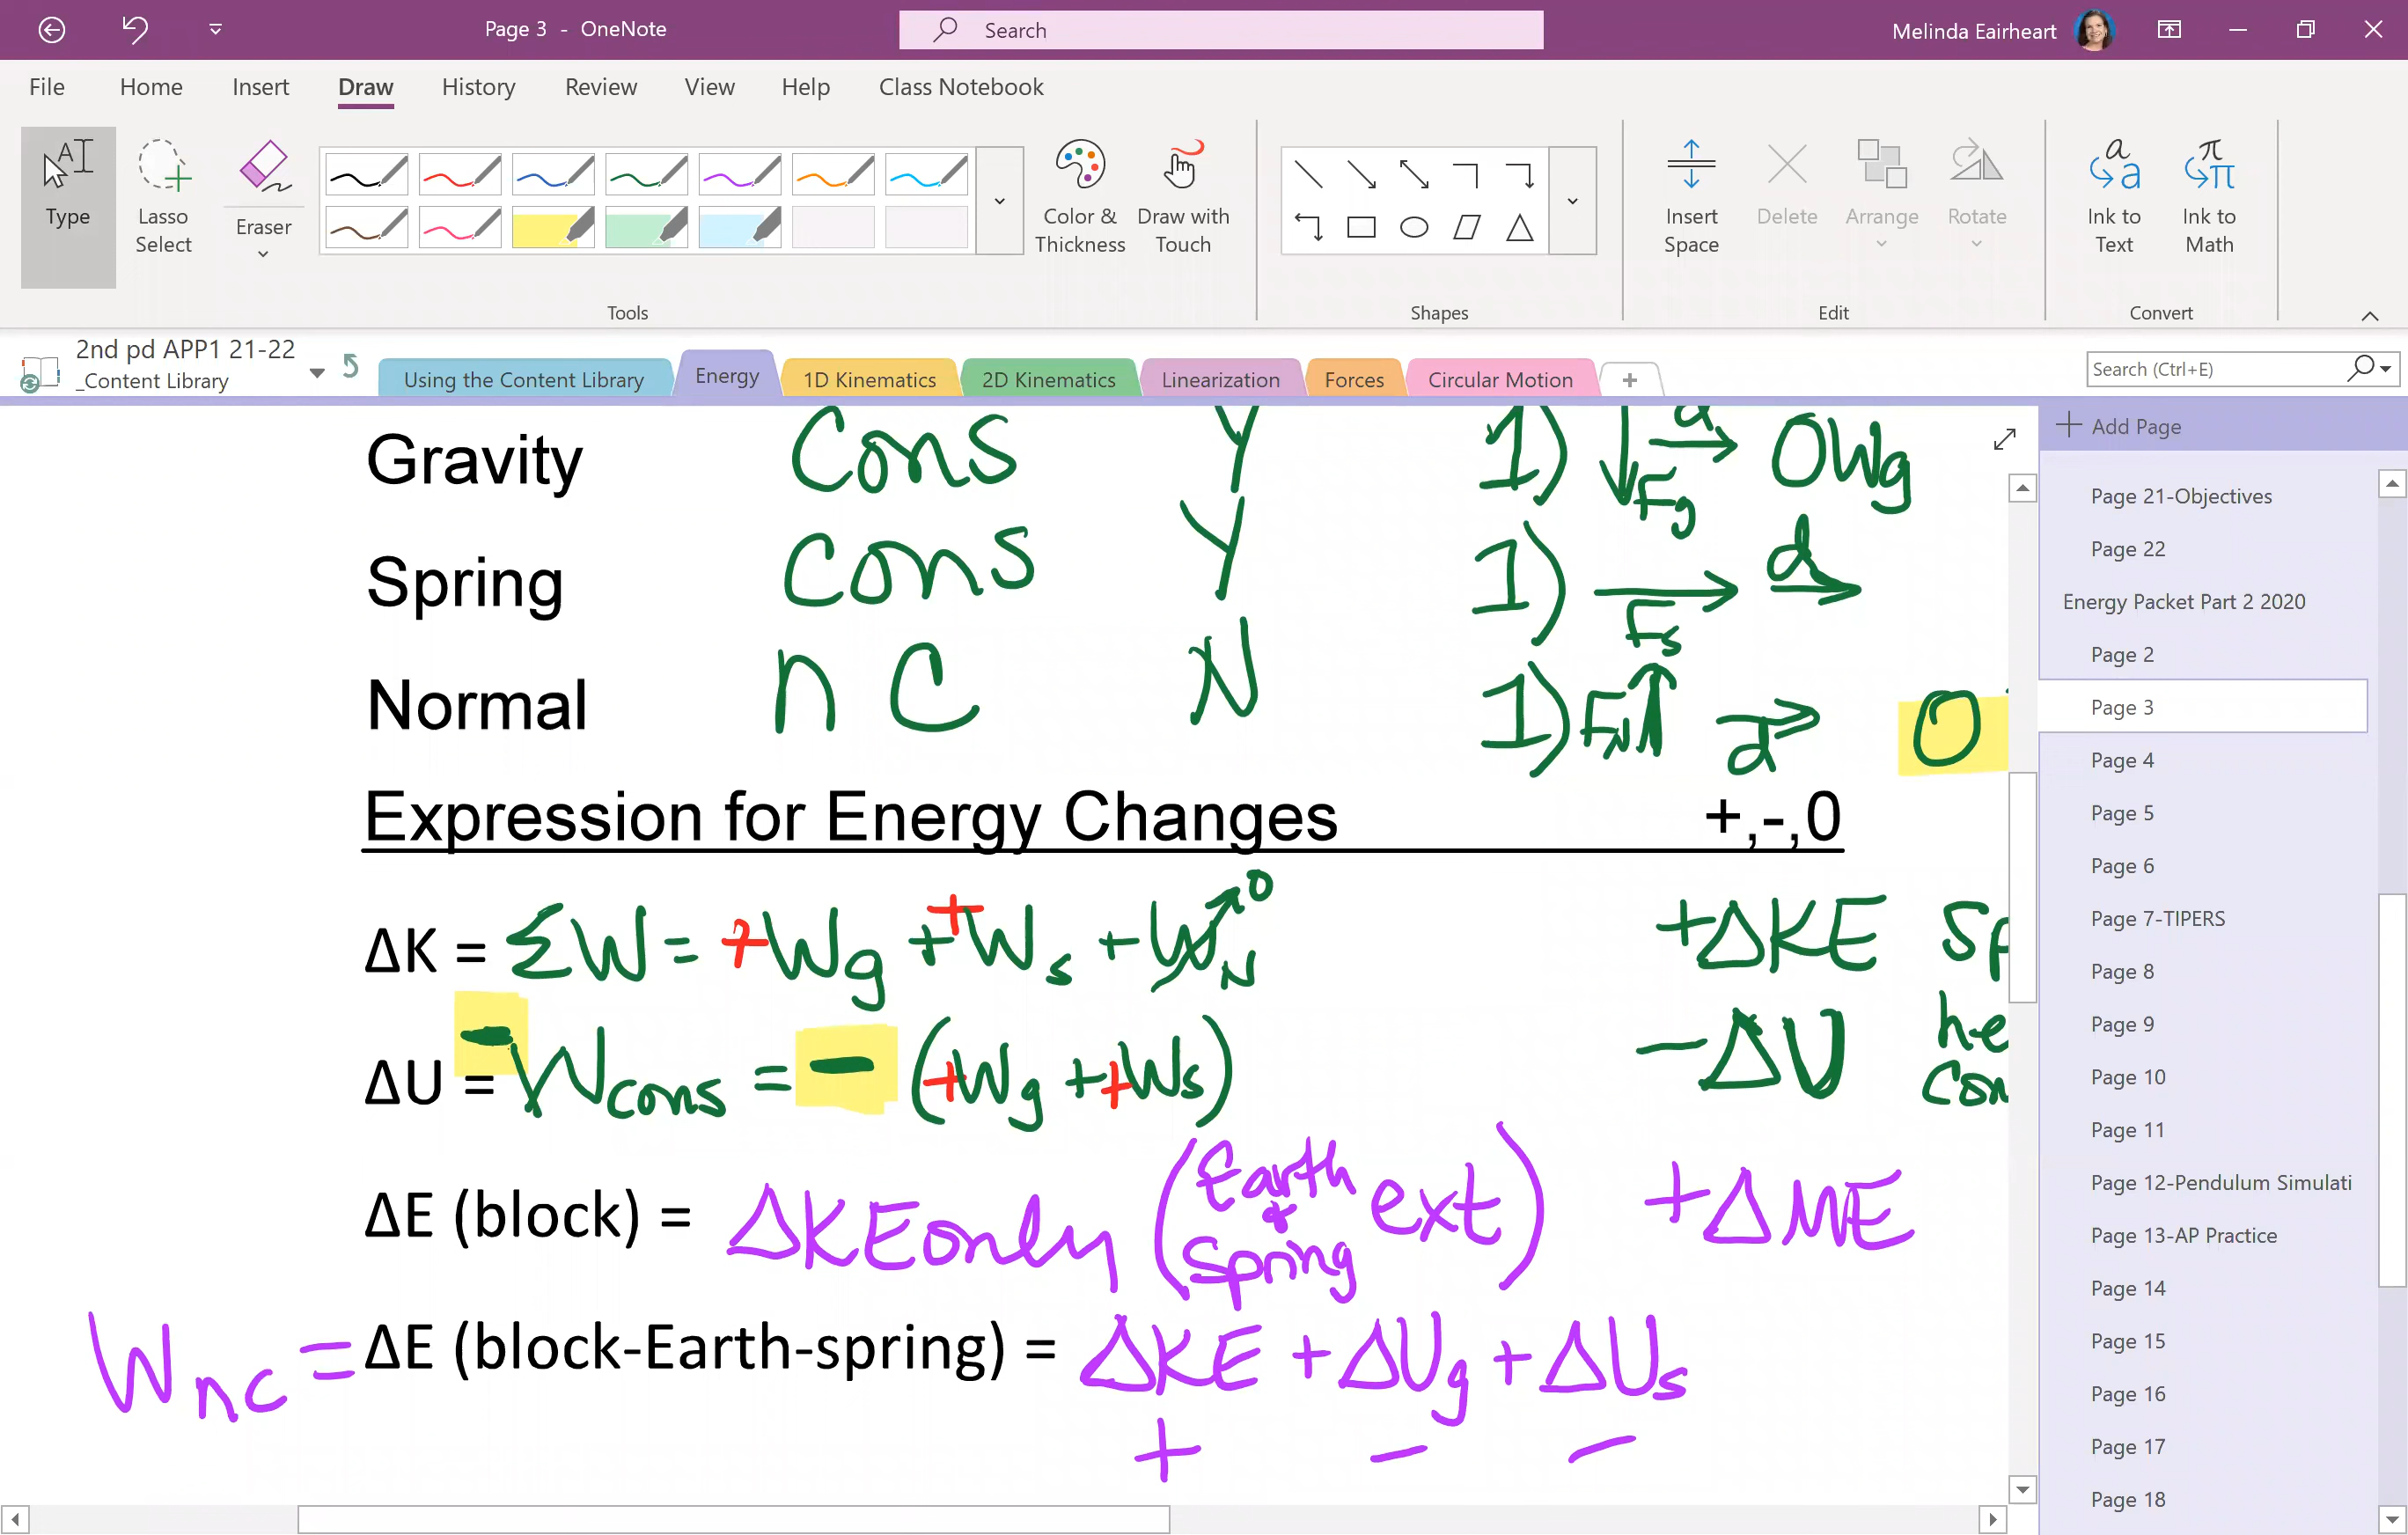 Page 3 - OneNote
Search
Melinda Eairheart
File Home Insert Draw History Review View Help Class Notebook
Type
Lasso Select
Eraser
Color & Thickness
Draw with Touch
Insert Space
Delete
Arrange
Rotate
Ink to Text
Ink to Math
Tools Shapes Edit Convert
2nd pd APP1 21-22
_Content Library
Using the Content Library Energy 1D Kinematics 2D Kinematics Linearization Forces Circular Motion +
Search (Ctrl+E)
Gravity Cons Y 1) Fg d 0Wg
Spring Cons Y 1) Fs d
Normal nC N 1) FN d 0
Expression for Energy Changes +,-,0
ΔK = ΣW = +Wg + +Ws + WN 0 +ΔKE
ΔU = -Wcons = - (+Wg + +Ws) -ΔU
ΔE (block) = ΔKE only (Earth & Spring ext) +ΔME
Wnc = ΔE (block-Earth-spring) = ΔKE + ΔUg + ΔUs
+ - -
Add Page
Page 21-Objectives
Page 22
Energy Packet Part 2 2020
Page 2
Page 3
Page 4
Page 5
Page 6
Page 7-TIPERS
Page 8
Page 9
Page 10
Page 11
Page 12-Pendulum Simulati
Page 13-AP Practice
Page 14
Page 15
Page 16
Page 17
Page 18